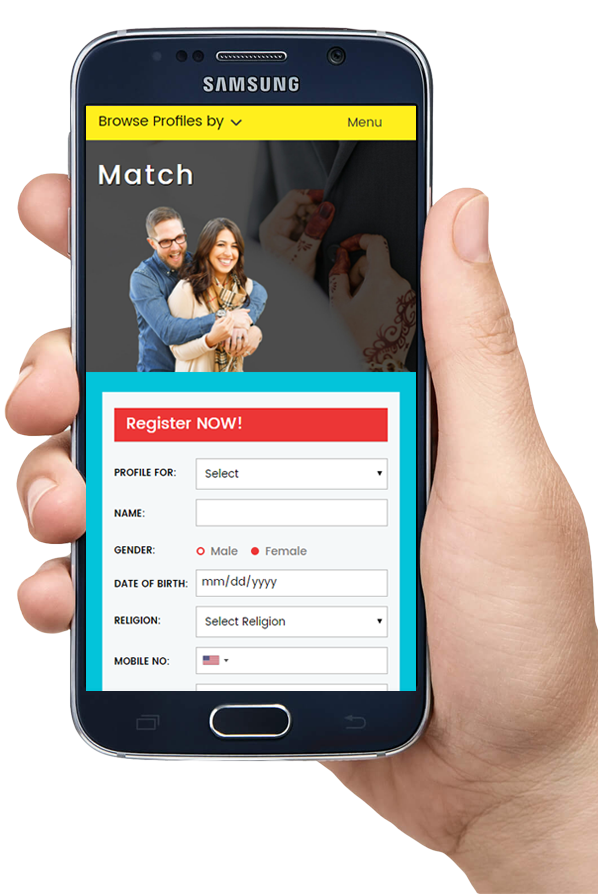 SAMSUNG
Browse Profiles by Menu
Match
Register NOW!
PROFILE FOR: Select
NAME:
GENDER: Male Female
DATE OF BIRTH: mm/dd/yyyy
RELIGION: Select Religion
MOBILE NO: